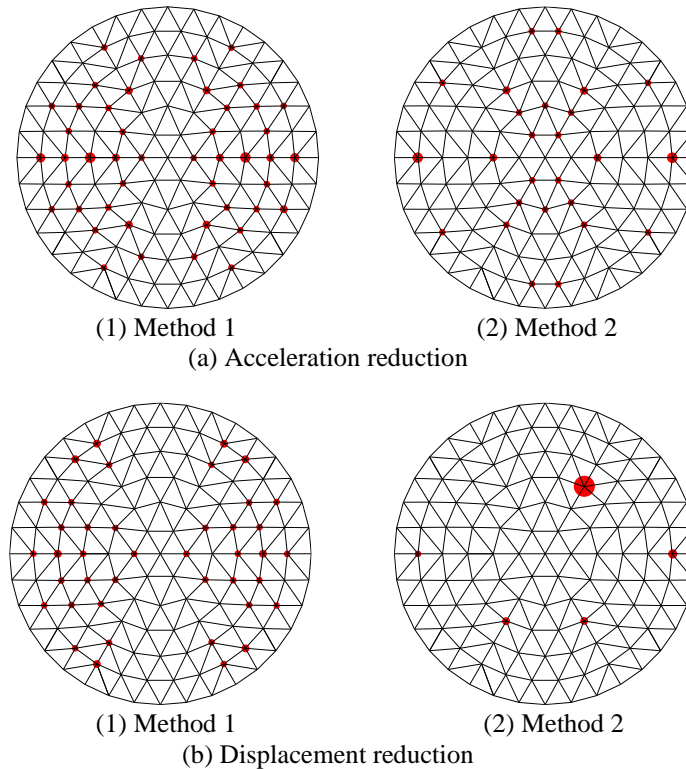 (1) Method 1
(2) Method 2
(a) Acceleration reduction
(1) Method 1
(2) Method 2
(b) Displacement reduction